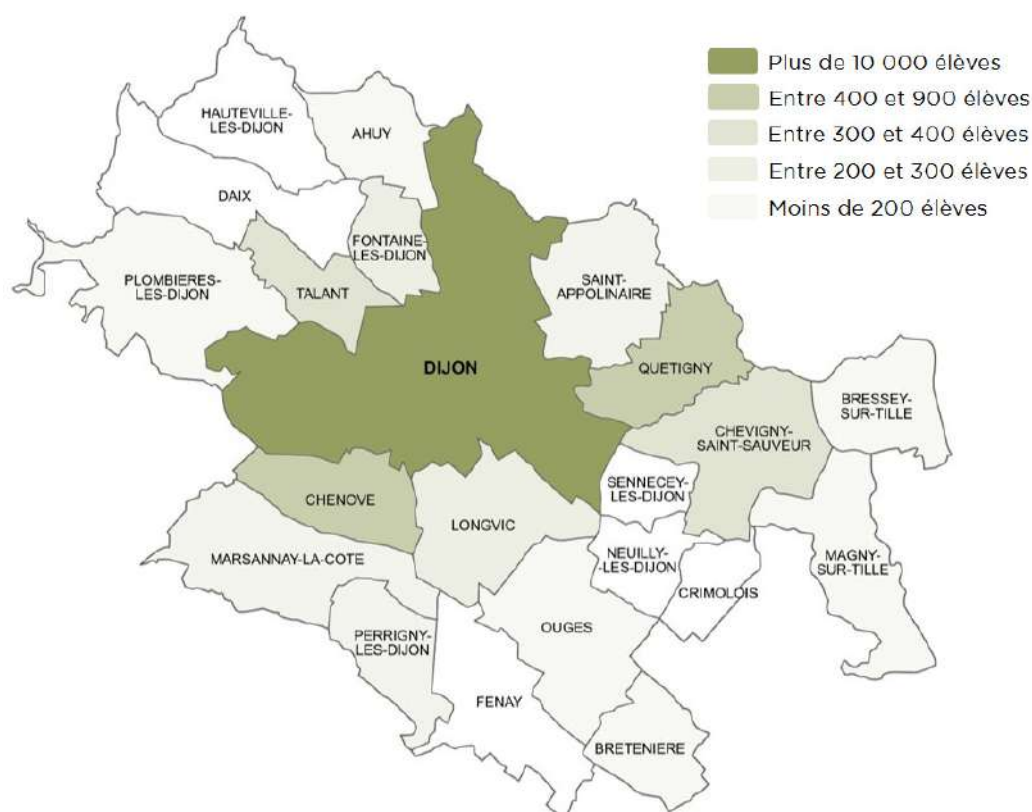 Plus de 10 000 élèves
Entre 400 et 900 élèves
Entre 300 et 400 élèves
Entre 200 et 300 élèves
Moins de 200 élèves
HAUTEVILLE-
LES-DIJON
AHUY
DAIX
FONTAINE-
LES-DIJON
PLOMBIERES-
LES-DIJON
TALANT
SAINT-
APPOLINAIRE
DIJON
QUETIGNY
BRESSEY-
SUR-TILLE
CHEVIGNY-
SAINT-SAUVEUR
SENNECEY-
LES-DIJON
CHENOVE
LONGVIC
MARSANNAY-LA-COTE
NEUILLY-
LES-DIJON
MAGNY-
SUR-TILLE
CRIMOLOIS
PERRIGNY-
LES-DIJON
OUGES
FENAY
BRETENIERE